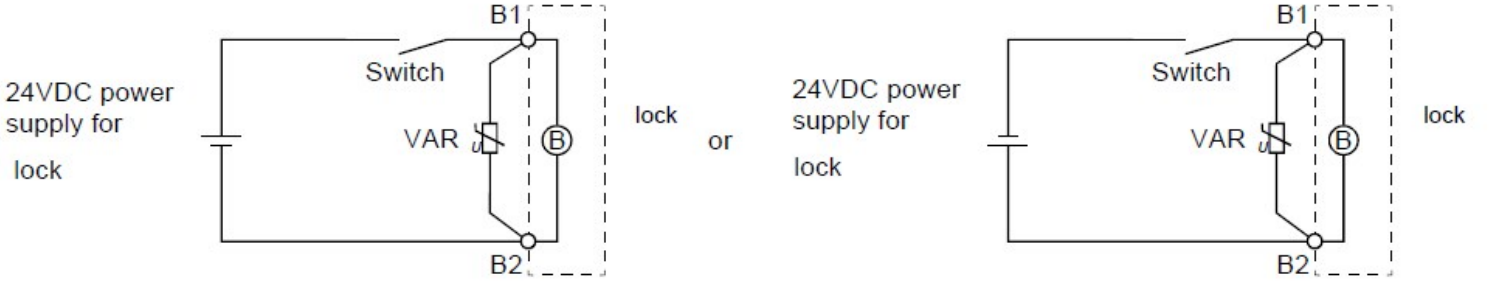 B1
Switch
24VDC power
supply for
lock
VAR
U
B
lock
B2
or
B1
Switch
24VDC power
supply for
lock
VAR
U
B
lock
B2